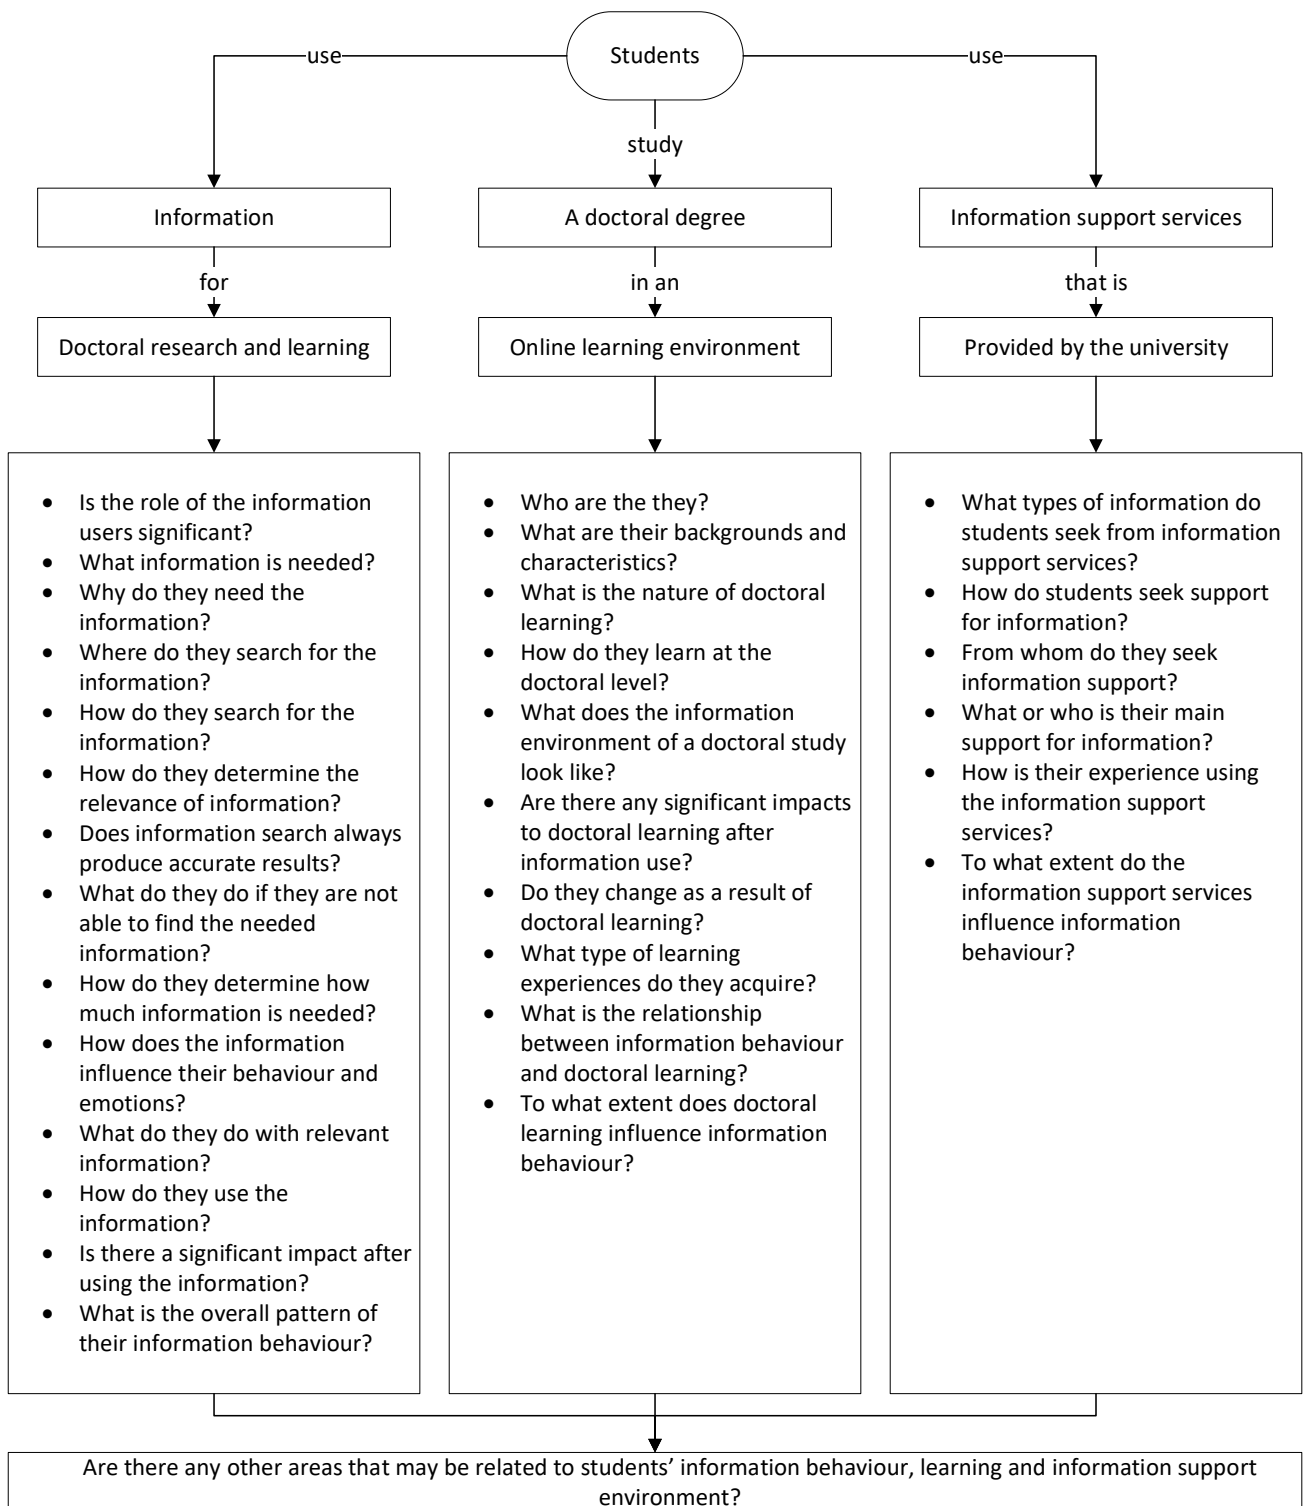 Students
use
study
use
Information
A doctoral degree
Information support services
for
in an
that is
Doctoral research and learning
Online learning environment
Provided by the university
• Is the role of the information
users significant?
• What information is needed?
• Why do they need the
information?
• Where do they search for the
information?
• How do they search for the
information?
• How do they determine the
relevance of information?
• Does information search always
produce accurate results?
• What do they do if they are not
able to find the needed
information?
• How do they determine how
much information is needed?
• How does the information
influence their behaviour and
emotions?
• What do they do with relevant
information?
• How do they use the
information?
• Is there a significant impact after
using the information?
• What is the overall pattern of
their information behaviour?
• Who are the they?
• What are their backgrounds and
characteristics?
• What is the nature of doctoral
learning?
• How do they learn at the
doctoral level?
• What does the information
environment of a doctoral study
look like?
• Are there any significant impacts
to doctoral learning after
information use?
• Do they change as a result of
doctoral learning?
• What type of learning
experiences do they acquire?
• What is the relationship
between information behaviour
and doctoral learning?
• To what extent does doctoral
learning influence information
behaviour?
• What types of information do
students seek from information
support services?
• How do students seek support
for information?
• From whom do they seek
information support?
• What or who is their main
support for information?
• How is their experience using
the information support
services?
• To what extent do the
information support services
influence information
behaviour?
Are there any other areas that may be related to students’ information behaviour, learning and information support
environment?